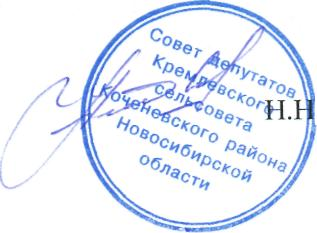 Совет депутатов
Кремлевского
сельсовета
Коченевского района
Новосибирской
области
Н.Н